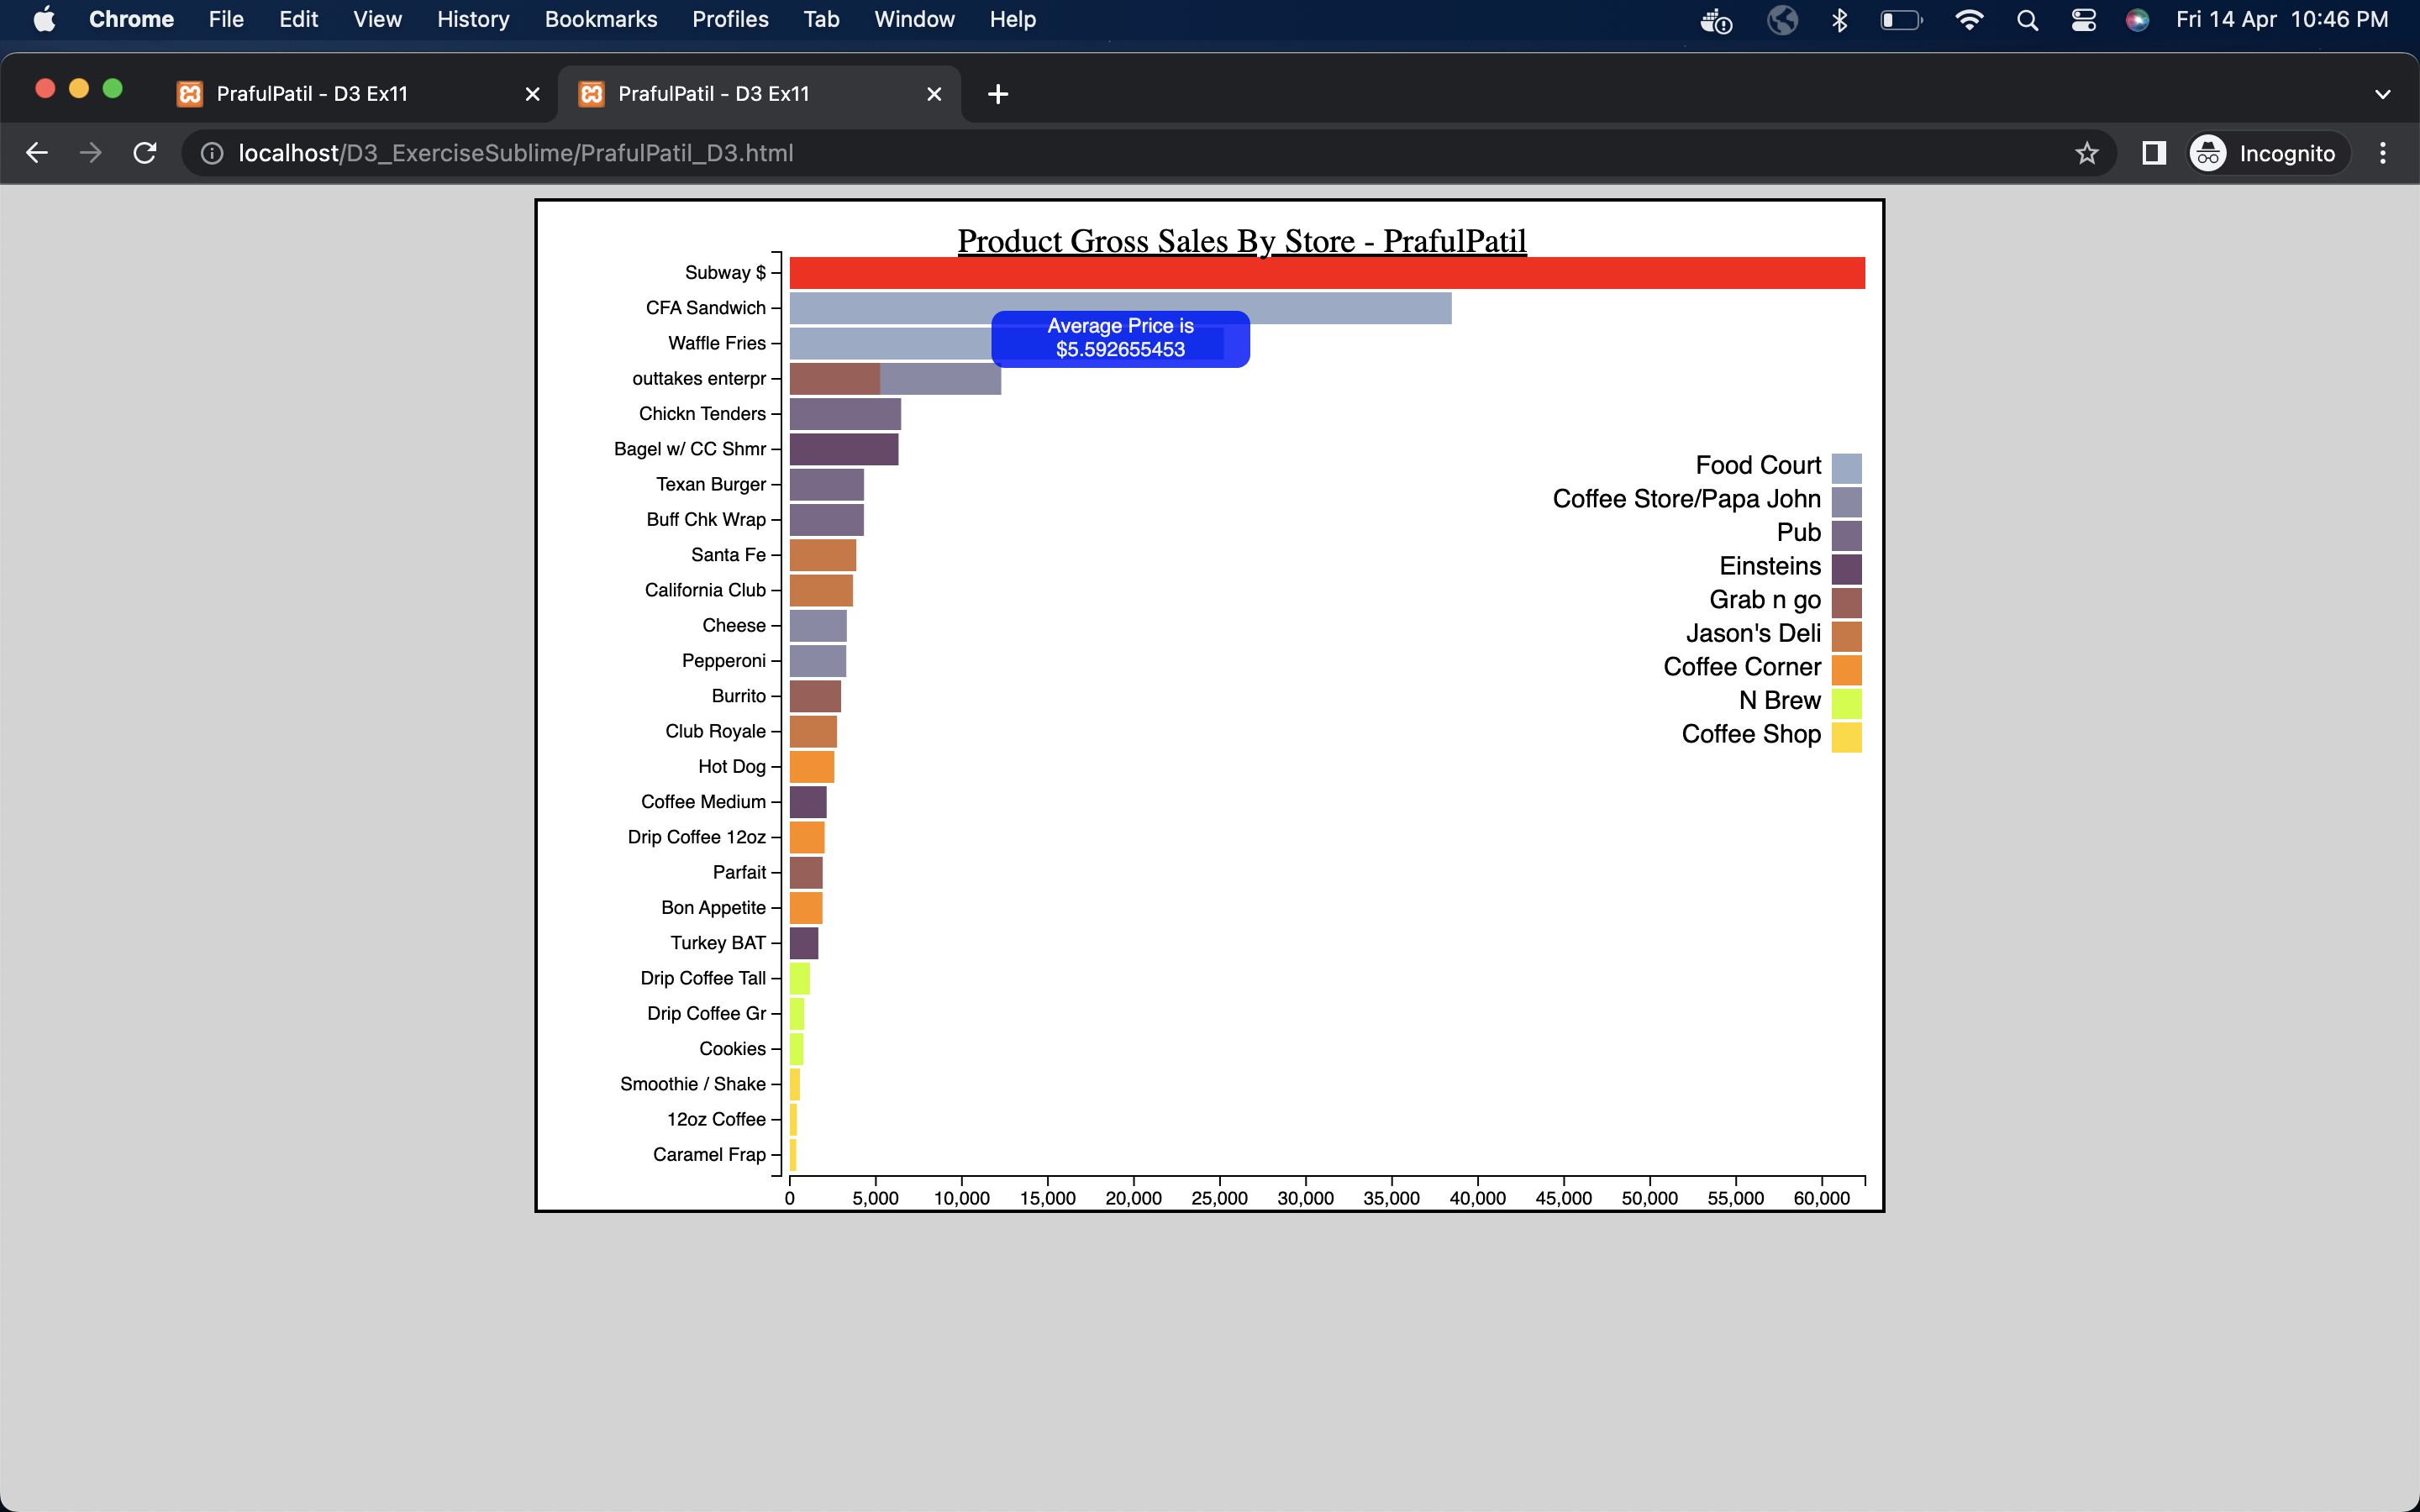 Chrome File Edit View History Bookmarks Profiles Tab Window Help Fri 14 Apr 10:46 PM
PrafulPatil - D3 Ex11 PrafulPatil - D3 Ex11
localhost/D3_ExerciseSublime/PrafulPatil_D3.html Incognito
Product Gross Sales By Store - PrafulPatil
Subway $
CFA Sandwich
Average Price is
$5.592655453
Waffle Fries
outtakes enterpr
Chickn Tenders
Bagel w/ CC Shmr
Texan Burger
Buff Chk Wrap
Santa Fe
California Club
Cheese
Pepperoni
Burrito
Club Royale
Hot Dog
Coffee Medium
Drip Coffee 12oz
Parfait
Bon Appetite
Turkey BAT
Drip Coffee Tall
Drip Coffee Gr
Cookies
Smoothie / Shake
12oz Coffee
Caramel Frap
Food Court
Coffee Store/Papa John
Pub
Einsteins
Grab n go
Jason's Deli
Coffee Corner
N Brew
Coffee Shop
0 5,000 10,000 15,000 20,000 25,000 30,000 35,000 40,000 45,000 50,000 55,000 60,000